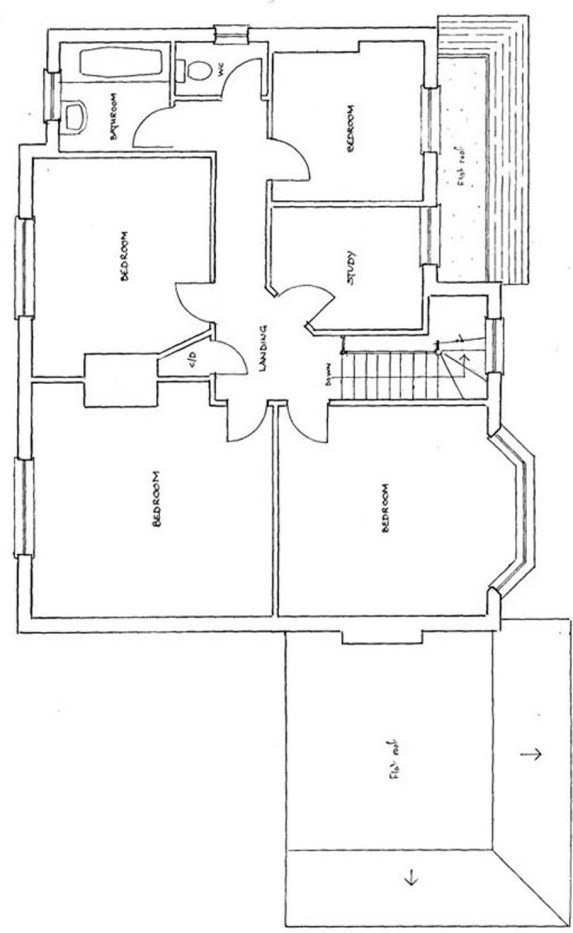 BATHROOM
WC
BEDROOM
Flat roof
BEDROOM
STUDY
C/D
LANDING
DOWN
BEDROOM
BEDROOM
Flat roof